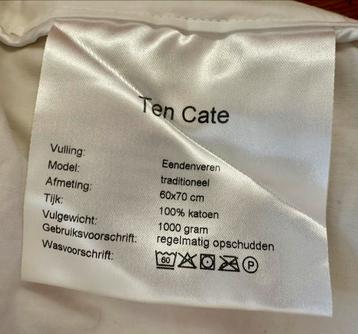 Ten Cate
Vulling: Eendenveren
Model: traditioneel
Afmeting: 60x70 cm
Tijk: 100% katoen
Vulgewicht: 1000 gram
Gebruiksvoorschrift: regelmatig opschudden
Wasvoorschrift: 60 P